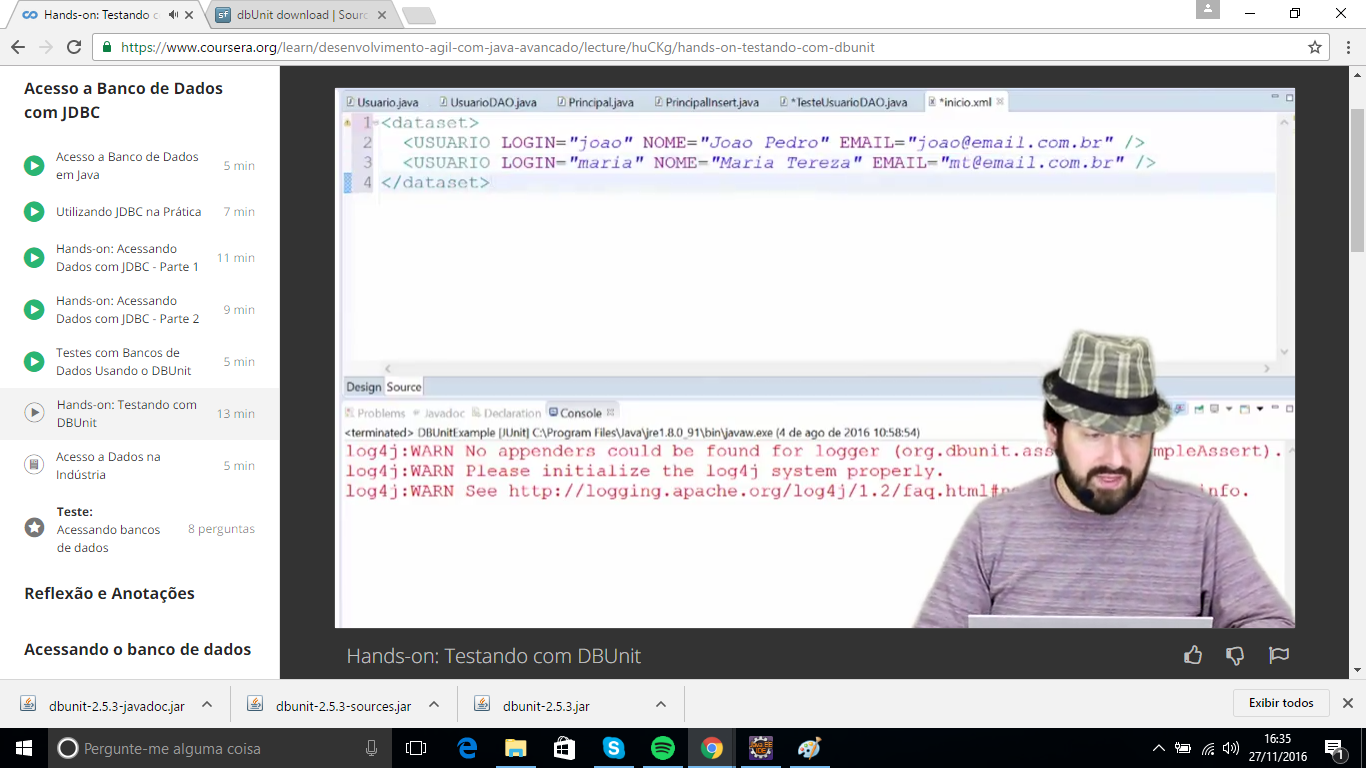 Hands-on: Testando c
dbUnit download | Sourc
https://www.coursera.org/learn/desenvolvimento-agil-com-java-avancado/lecture/huCKg/hands-on-testando-com-dbunit
Acesso a Banco de Dados
com JDBC
Acesso a Banco de Dados
em Java
5 min
Utilizando JDBC na Prática
7 min
Hands-on: Acessando
Dados com JDBC - Parte 1
11 min
Hands-on: Acessando
Dados com JDBC - Parte 2
9 min
Testes com Bancos de
Dados Usando o DBUnit
5 min
Hands-on: Testando com
DBUnit
13 min
Acesso a Dados na
Indústria
5 min
Teste:
Acessando bancos
de dados
8 perguntas
Reflexão e Anotações
Acessando o banco de dados
Usuario.java
UsuarioDAO.java
Principal.java
PrincipalInsert.java
*TesteUsuarioDAO.java
*inicio.xml
1 <dataset>
2 <USUARIO LOGIN="joao" NOME="Joao Pedro" EMAIL="joao@email.com.br" />
3 <USUARIO LOGIN="maria" NOME="Maria Tereza" EMAIL="mt@email.com.br" />
4 </dataset>
Design Source
Problems Javadoc Declaration Console
<terminated> DBUnitExample [JUnit] C:\Program Files\Java\jre1.8.0_91\bin\javaw.exe (4 de ago de 2016 10:58:54)
log4j:WARN No appenders could be found for logger (org.dbunit.ass mpleAssert).
log4j:WARN Please initialize the log4j system properly.
log4j:WARN See http://logging.apache.org/log4j/1.2/faq.html# info.
Hands-on: Testando com DBUnit
dbunit-2.5.3-javadoc.jar
dbunit-2.5.3-sources.jar
dbunit-2.5.3.jar
Exibir todos
Pergunte-me alguma coisa
16:35
27/11/2016
1